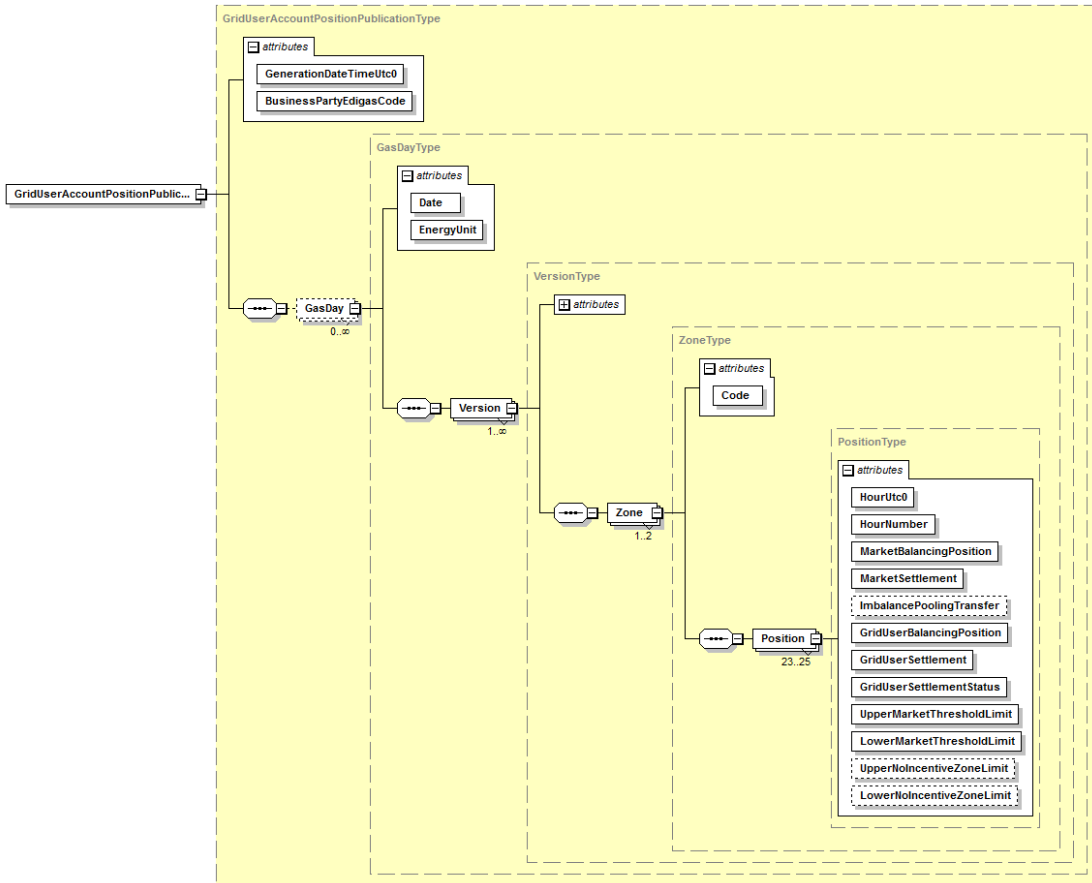 GridUserAccountPositionPublicationType
attributes
GenerationDateTimeUtc0
BusinessPartyEdigasCode
GasDayType
attributes
Date
EnergyUnit
GridUserAccountPositionPublic...
VersionType
attributes
GasDay
0..∞
ZoneType
attributes
Code
Version
1..∞
PositionType
attributes
HourUtc0
Zone
1..2
HourNumber
MarketBalancingPosition
MarketSettlement
ImbalancePoolingTransfer
GridUserBalancingPosition
Position
23..25
GridUserSettlement
GridUserSettlementStatus
UpperMarketThresholdLimit
LowerMarketThresholdLimit
UpperNoIncentiveZoneLimit
LowerNoIncentiveZoneLimit